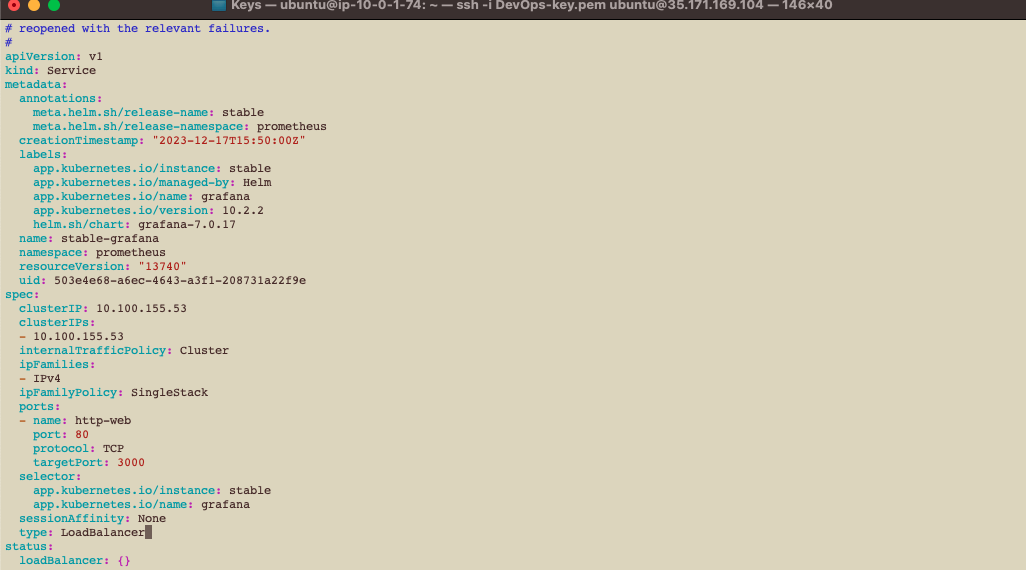 Keys — ubuntu@ip-10-0-1-74: ~ — ssh -i DevOps-key.pem ubuntu@35.171.169.104 — 146×40
# reopened with the relevant failures.
#
apiVersion: v1
kind: Service
metadata:
  annotations:
    meta.helm.sh/release-name: stable
    meta.helm.sh/release-namespace: prometheus
  creationTimestamp: "2023-12-17T15:50:00Z"
  labels:
    app.kubernetes.io/instance: stable
    app.kubernetes.io/managed-by: Helm
    app.kubernetes.io/name: grafana
    app.kubernetes.io/version: 10.2.2
    helm.sh/chart: grafana-7.0.17
  name: stable-grafana
  namespace: prometheus
  resourceVersion: "13740"
  uid: 503e4e68-a6ec-4643-a3f1-208731a22f9e
spec:
  clusterIP: 10.100.155.53
  clusterIPs:
  - 10.100.155.53
  internalTrafficPolicy: Cluster
  ipFamilies:
  - IPv4
  ipFamilyPolicy: SingleStack
  ports:
  - name: http-web
    port: 80
    protocol: TCP
    targetPort: 3000
  selector:
    app.kubernetes.io/instance: stable
    app.kubernetes.io/name: grafana
  sessionAffinity: None
  type: LoadBalancer
status:
  loadBalancer: {}